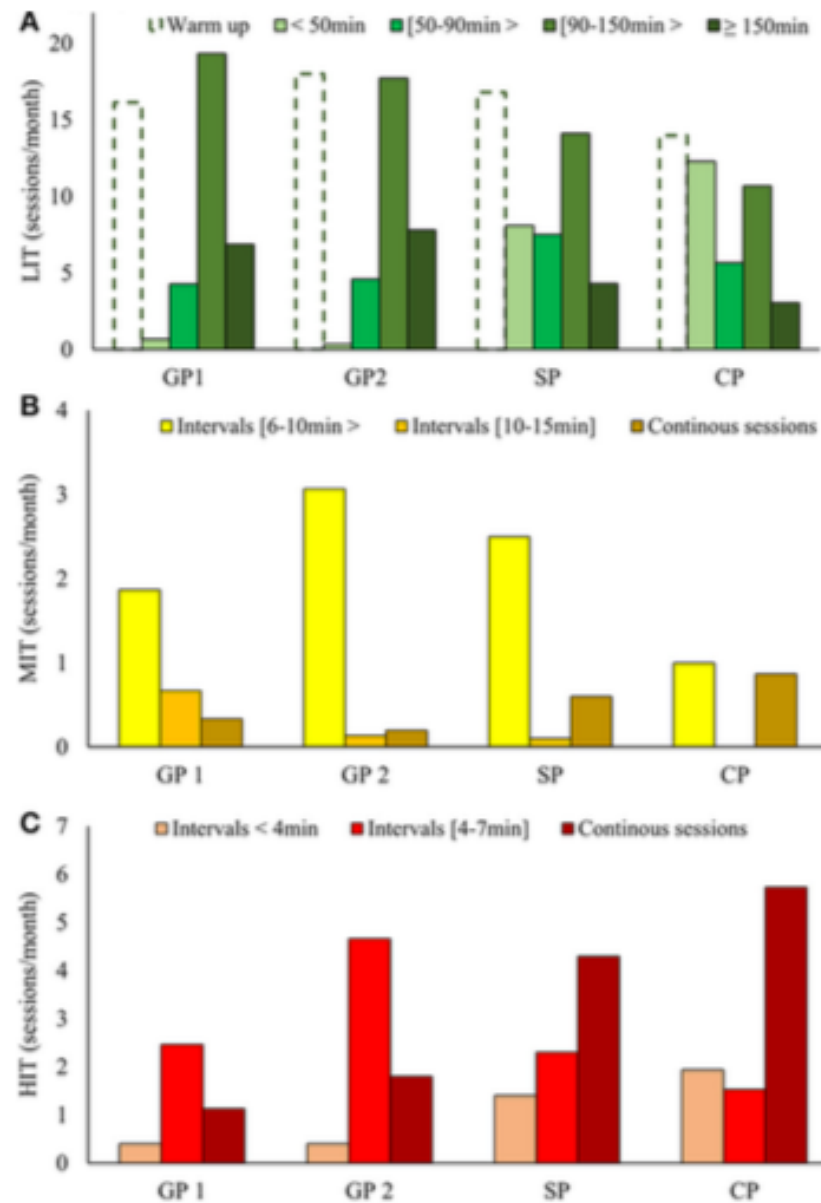 A
Warm up < 50min [50-90min > [90-150min > ≥ 150min
20
15
10
5
0
LIT (sessions/month)
GP1 GP2 SP CP
B
Intervals [6-10min > Intervals [10-15min] Continous sessions
4
3
2
1
0
MIT (sessions/month)
GP 1 GP 2 SP CP
C
Intervals < 4min Intervals [4-7min] Continous sessions
7
6
5
4
3
2
1
0
HIT (sessions/month)
GP 1 GP 2 SP CP